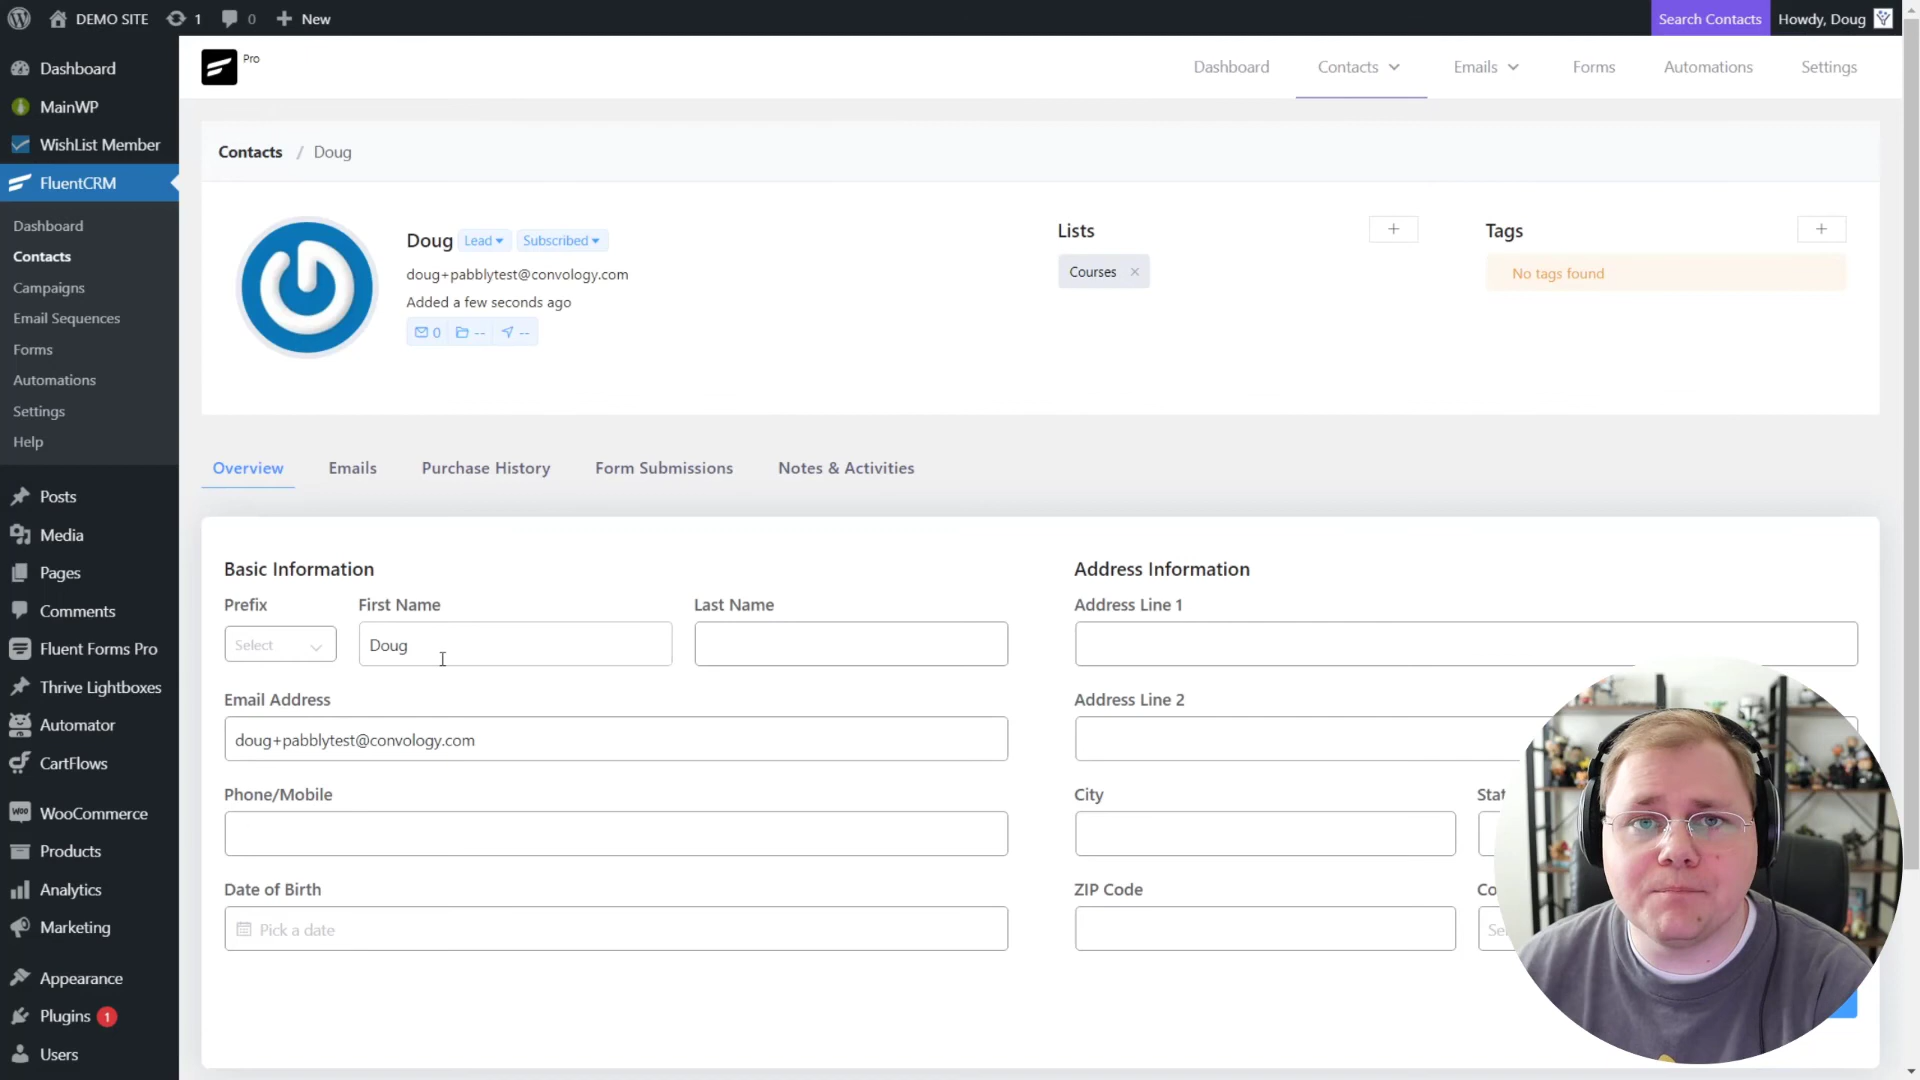 DEMO SITE
1
0
New
Search Contacts
Howdy, Doug
Dashboard
MainWP
WishList Member
FluentCRM
Dashboard
Contacts
Campaigns
Email Sequences
Forms
Automations
Settings
Help
Posts
Media
Pages
Comments
Fluent Forms Pro
Thrive Lightboxes
Automator
CartFlows
WooCommerce
Products
Analytics
Marketing
Appearance
Plugins 1
Users
Pro
Dashboard
Contacts
Emails
Forms
Automations
Settings
Contacts / Doug
Doug Lead Subscribed
doug+pabblytest@convology.com
Added a few seconds ago
0 -- --
Lists
+
Courses ×
Tags
+
No tags found
Overview
Emails
Purchase History
Form Submissions
Notes & Activities
Basic Information
Prefix
First Name
Last Name
Select
Doug
Email Address
doug+pabblytest@convology.com
Phone/Mobile
Date of Birth
Pick a date
Address Information
Address Line 1
Address Line 2
City
Stat
ZIP Code
Co
Se